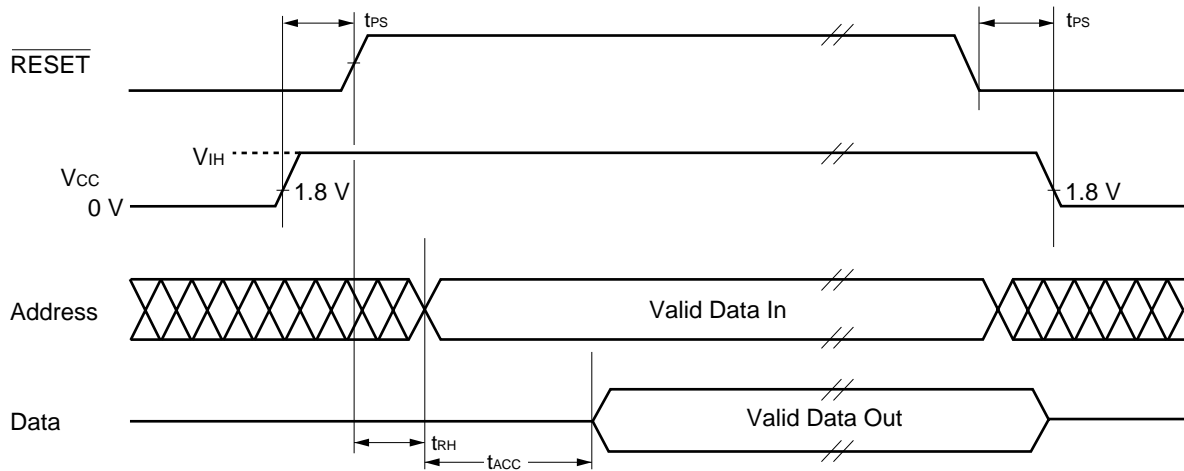 tPS
tPS
RESET
VIH
VCC
1.8 V
1.8 V
0 V
Address
Valid Data In
Data
Valid Data Out
tRH
tACC